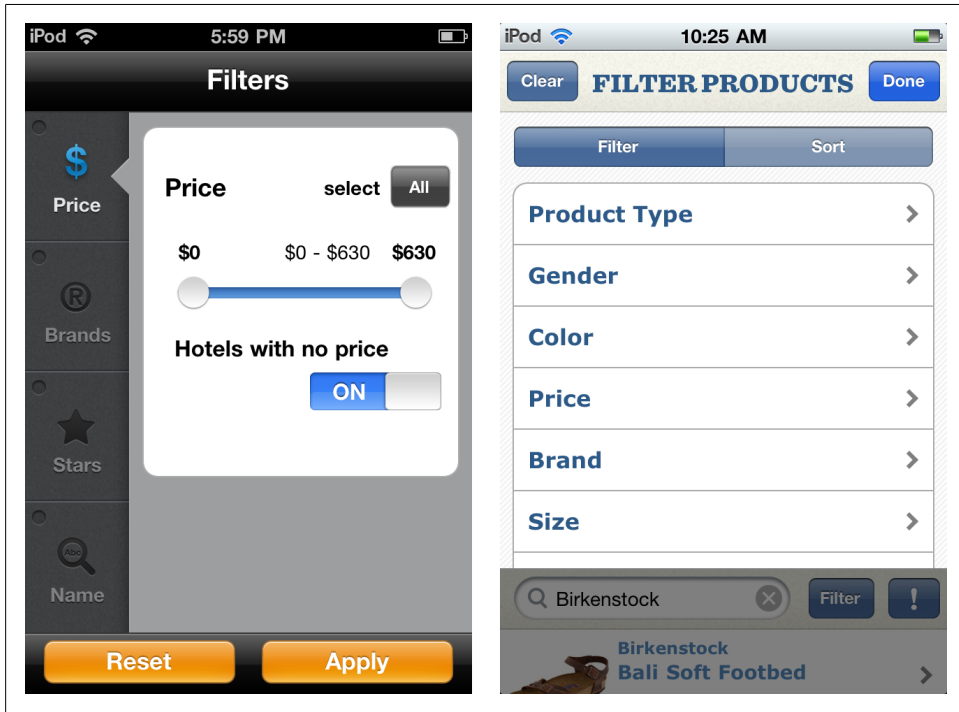 iPod 5:59 PM
Filters
$
Price
Price select All
$0 $0 - $630 $630
®
Brands
Hotels with no price
ON
Stars
Abc
Name
Reset Apply
iPod 10:25 AM
Clear FILTER PRODUCTS Done
Filter Sort
Product Type
Gender
Color
Price
Brand
Size
Birkenstock Filter !
Birkenstock
Bali Soft Footbed